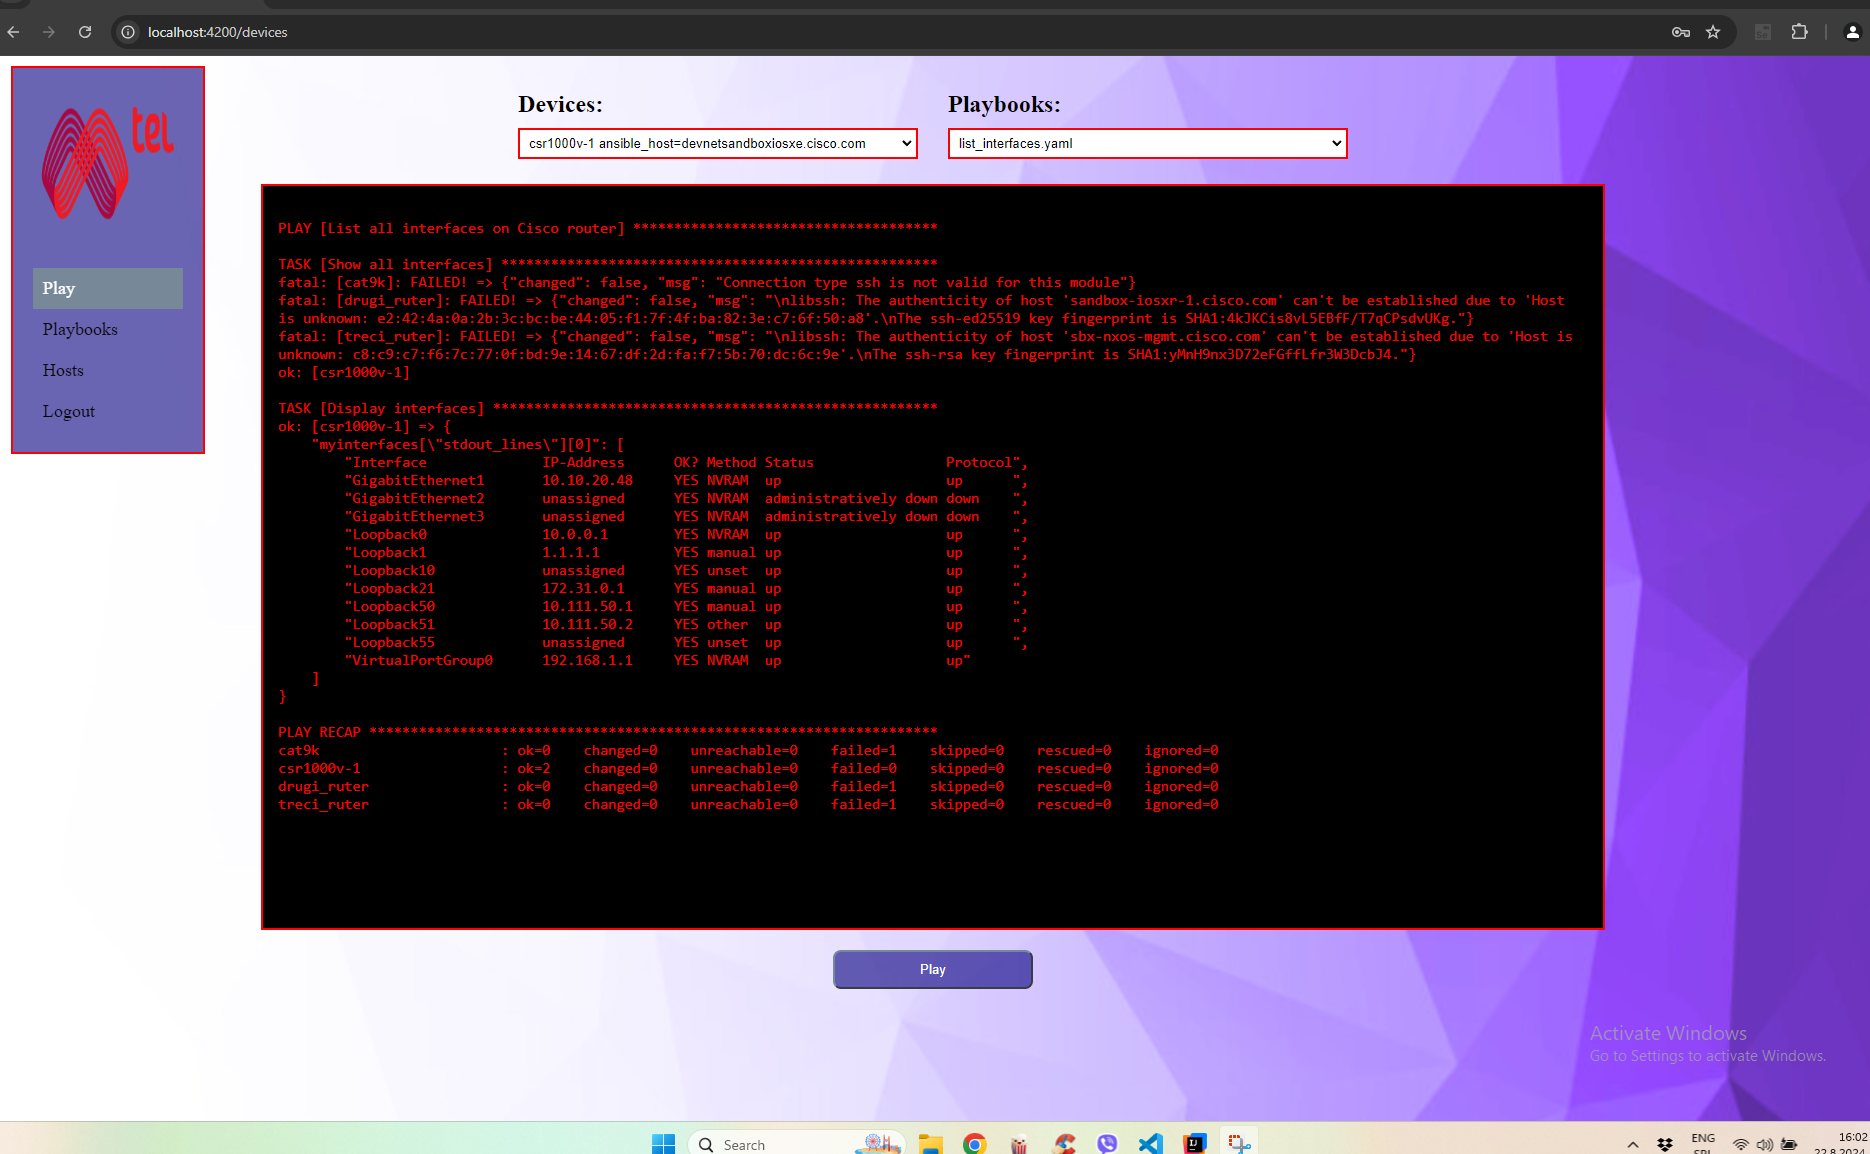 localhost:4200/devices
tel
Play
Playbooks
Hosts
Logout
Devices:
csr1000v-1 ansible_host=devnetsandboxiosxe.cisco.com
Playbooks:
list_interfaces.yaml
PLAY [List all interfaces on Cisco router] *************************************
TASK [Show all interfaces] *****************************************************
fatal: [cat9k]: FAILED! => {"changed": false, "msg": "Connection type ssh is not valid for this module"}
fatal: [drugi_ruter]: FAILED! => {"changed": false, "msg": "\nlibssh: The authenticity of host 'sandbox-iosxr-1.cisco.com' can't be established due to 'Host
is unknown: e2:42:4a:0a:2b:3c:bc:be:44:05:f1:7f:4f:ba:82:3e:c7:6f:50:a8'.\nThe ssh-ed25519 key fingerprint is SHA1:4kJKCis8vL5EBfF/T7qCPsdvUKg."}
fatal: [treci_ruter]: FAILED! => {"changed": false, "msg": "\nlibssh: The authenticity of host 'sbx-nxos-mgmt.cisco.com' can't be established due to 'Host is
unknown: c8:c9:c7:f6:7c:77:0f:bd:9e:14:67:df:2d:fa:f7:5b:70:dc:6c:9e'.\nThe ssh-rsa key fingerprint is SHA1:yMnH9nx3D72eFGffLfr3W3DcbJ4."}
ok: [csr1000v-1]
TASK [Display interfaces] ******************************************************
ok: [csr1000v-1] => {
    "myinterfaces[\"stdout_lines\"][0]": [
        "Interface              IP-Address      OK? Method Status                Protocol",
        "GigabitEthernet1       10.10.20.48     YES NVRAM  up                    up      ",
        "GigabitEthernet2       unassigned      YES NVRAM  administratively down down    ",
        "GigabitEthernet3       unassigned      YES NVRAM  administratively down down    ",
        "Loopback0              10.0.0.1        YES NVRAM  up                    up      ",
        "Loopback1              1.1.1.1         YES manual up                    up      ",
        "Loopback10             unassigned      YES unset  up                    up      ",
        "Loopback21             172.31.0.1      YES manual up                    up      ",
        "Loopback50             10.111.50.1     YES manual up                    up      ",
        "Loopback51             10.111.50.2     YES other  up                    up      ",
        "Loopback55             unassigned      YES unset  up                    up      ",
        "VirtualPortGroup0      192.168.1.1     YES NVRAM  up                    up"
    ]
}
PLAY RECAP *********************************************************************
cat9k                      : ok=0    changed=0    unreachable=0    failed=1    skipped=0    rescued=0    ignored=0
csr1000v-1                 : ok=2    changed=0    unreachable=0    failed=0    skipped=0    rescued=0    ignored=0
drugi_ruter                : ok=0    changed=0    unreachable=0    failed=1    skipped=0    rescued=0    ignored=0
treci_ruter                : ok=0    changed=0    unreachable=0    failed=1    skipped=0    rescued=0    ignored=0
Play
Activate Windows
Go to Settings to activate Windows.
Search
ENG
16:02
22.8.2024